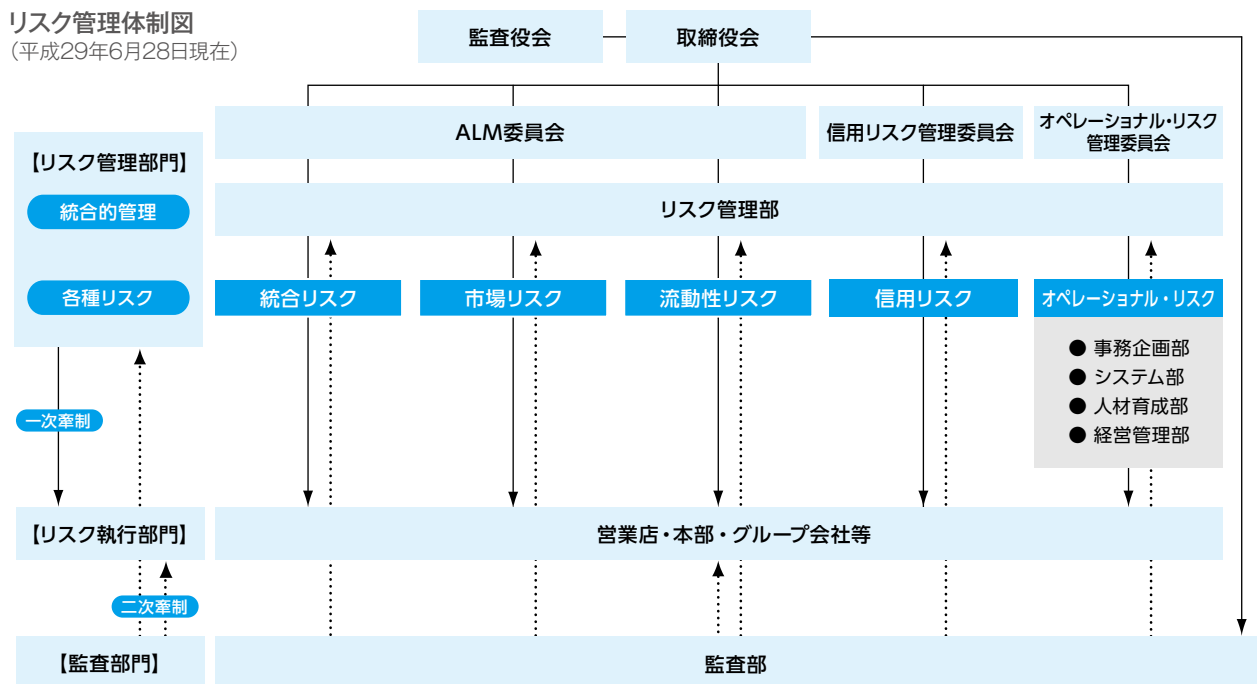 リスク管理体制図
（平成29年6月28日現在）
監査役会
取締役会
ALM委員会
信用リスク管理委員会
オペレーショナル・リスク
管理委員会
【リスク管理部門】
統合的管理
リスク管理部
各種リスク
統合リスク
市場リスク
流動性リスク
信用リスク
オペレーショナル・リスク
● 事務企画部
● システム部
● 人材育成部
● 経営管理部
一次牽制
【リスク執行部門】
営業店・本部・グループ会社等
二次牽制
【監査部門】
監査部